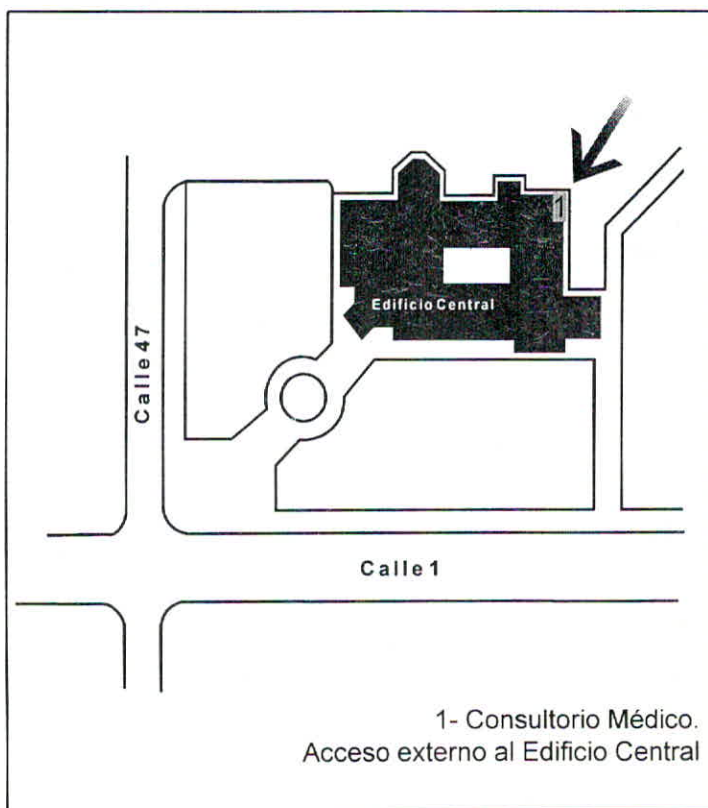 1
Edificio Central
Calle 47
Calle 1
1- Consultorio Médico.
Acceso externo al Edificio Central